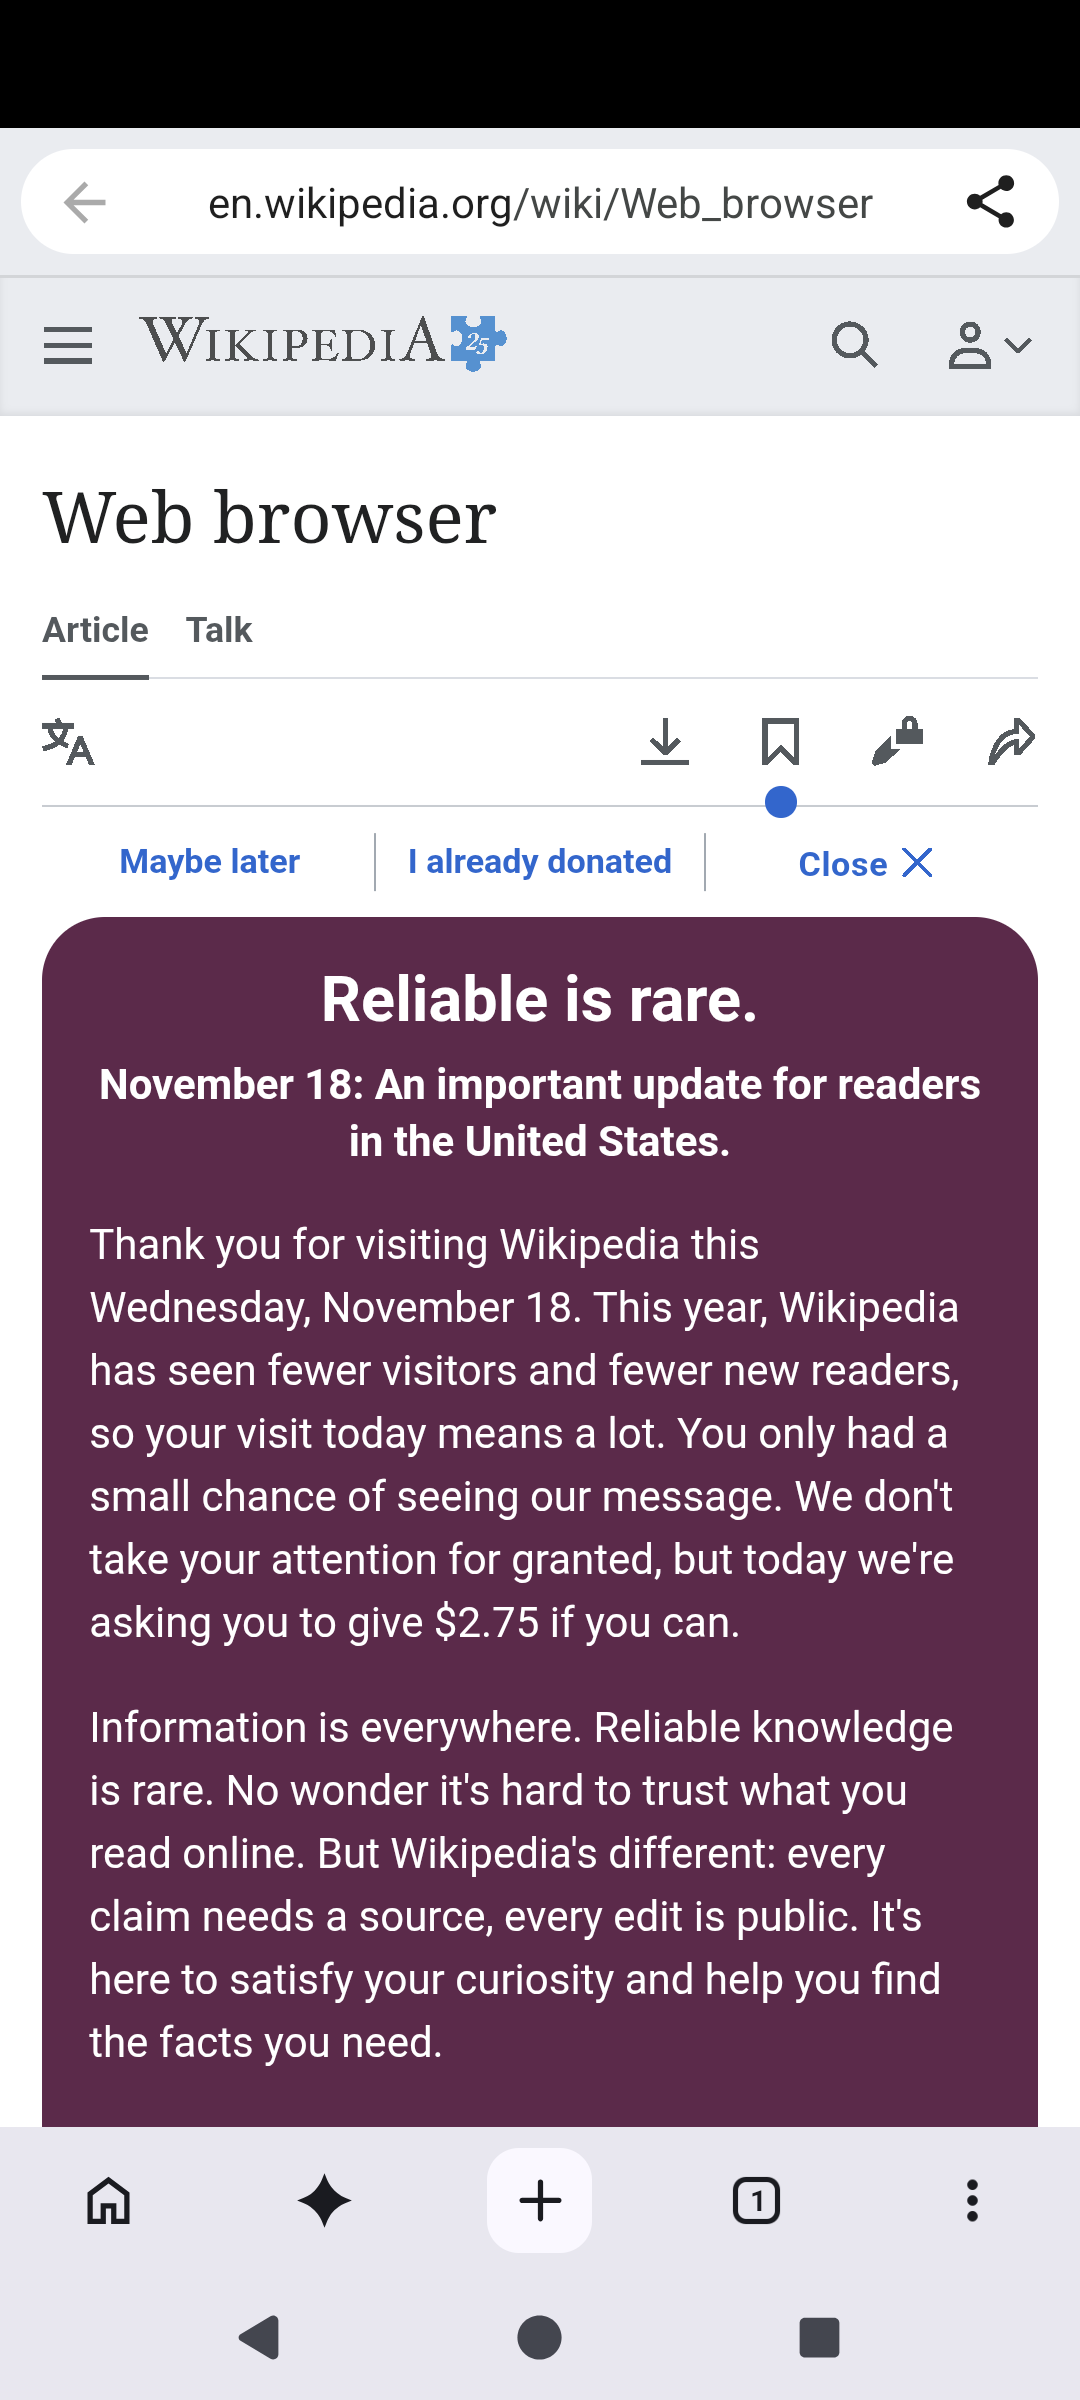 en.wikipedia.org/wiki/Web_browser
WIKIPEDIA 25
Web browser
Article Talk
文A
Maybe later I already donated Close
Reliable is rare.
November 18: An important update for readers
in the United States.
Thank you for visiting Wikipedia this
Wednesday, November 18. This year, Wikipedia
has seen fewer visitors and fewer new readers,
so your visit today means a lot. You only had a
small chance of seeing our message. We don't
take your attention for granted, but today we're
asking you to give $2.75 if you can.
Information is everywhere. Reliable knowledge
is rare. No wonder it's hard to trust what you
read online. But Wikipedia's different: every
claim needs a source, every edit is public. It's
here to satisfy your curiosity and help you find
the facts you need.
1